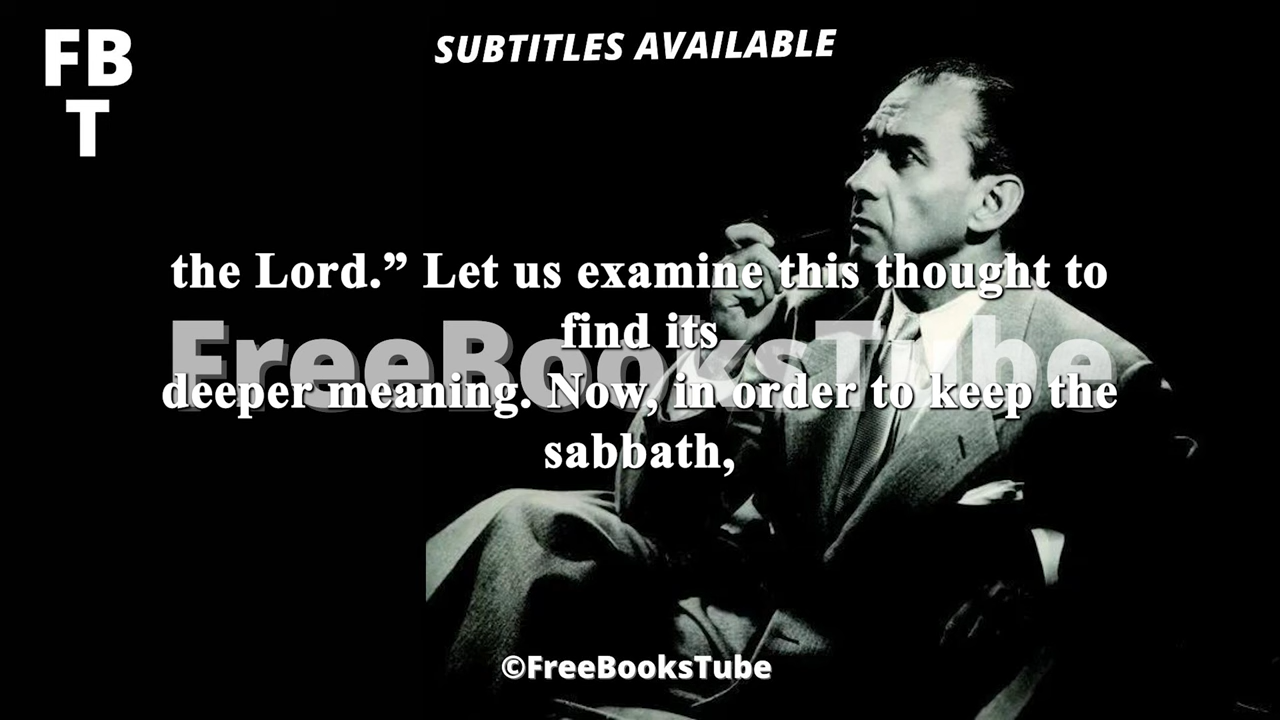 FB
T
SUBTITLES AVAILABLE
the Lord.” Let us examine this thought to
find its
FreeBooksTube
deeper meaning. Now, in order to keep the
sabbath,
©FreeBooksTube